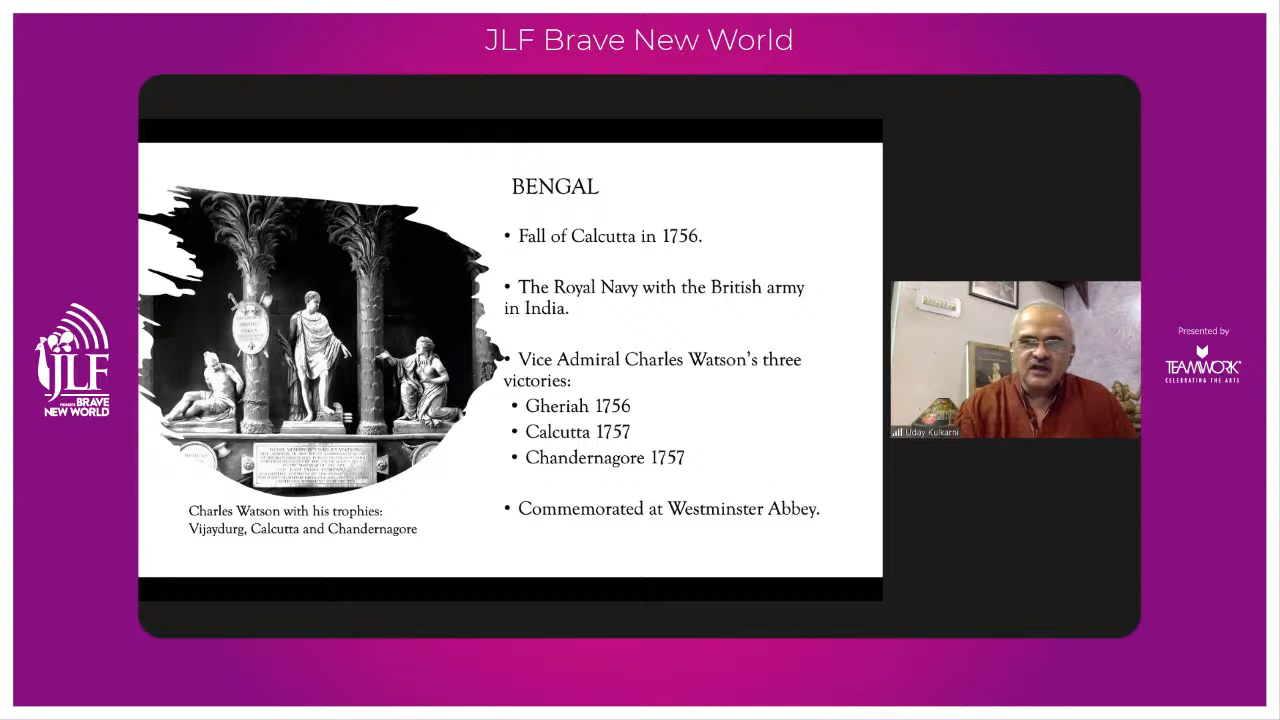 JLF Brave New World
BENGAL
• Fall of Calcutta in 1756.
• The Royal Navy with the British army
in India.
• Vice Admiral Charles Watson's three
victories:
• Gheriah 1756
• Calcutta 1757
• Chandernagore 1757
• Commemorated at Westminster Abbey.
Charles Watson with his trophies:
Vijaydurg, Calcutta and Chandernagore
Uday Kulkarni
JLF
PRESENTS BRAVE
NEW WORLD
Presented by
TEAMWORK
CELEBRATING THE ARTS